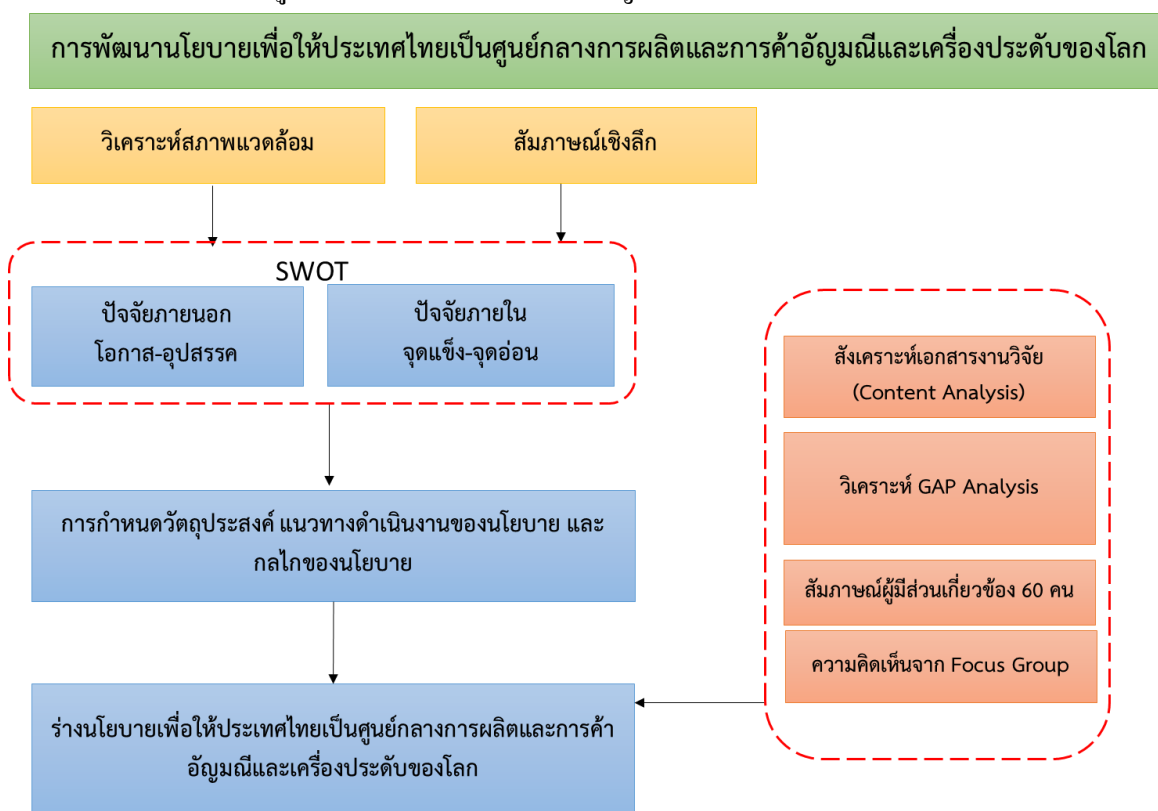 การพัฒนานโยบายเพื่อให้ประเทศไทยเป็นศูนย์กลางการผลิตและการค้าอัญมณีและเครื่องประดับของโลก
วิเคราะห์สภาพแวดล้อม
สัมภาษณ์เชิงลึก
SWOT
ปัจจัยภายนอก
โอกาส-อุปสรรค
ปัจจัยภายใน
จุดแข็ง-จุดอ่อน
การกำหนดวัตถุประสงค์ แนวทางดำเนินงานของนโยบาย และ
กลไกของนโยบาย
ร่างนโยบายเพื่อให้ประเทศไทยเป็นศูนย์กลางการผลิตและการค้า
อัญมณีและเครื่องประดับของโลก
สังเคราะห์เอกสารงานวิจัย
(Content Analysis)
วิเคราะห์ GAP Analysis
สัมภาษณ์ผู้มีส่วนเกี่ยวข้อง 60 คน
ความคิดเห็นจาก Focus Group